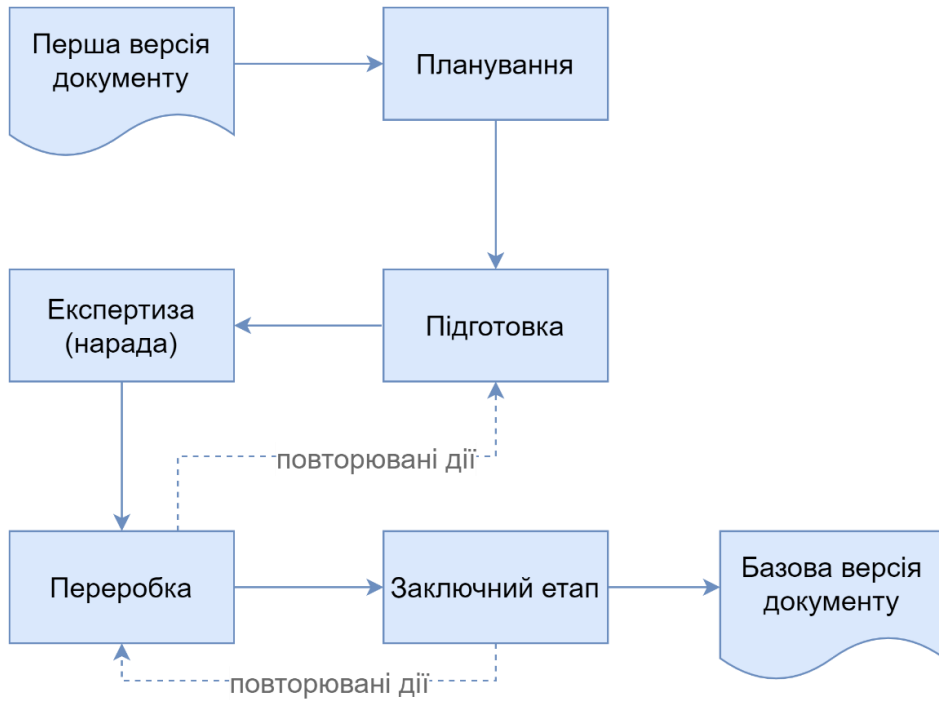 Перша версія
документу
Планування
Експертиза
(нарада)
Підготовка
повторювані дії
Переробка
Заключний етап
Базова версія
документу
повторювані дії